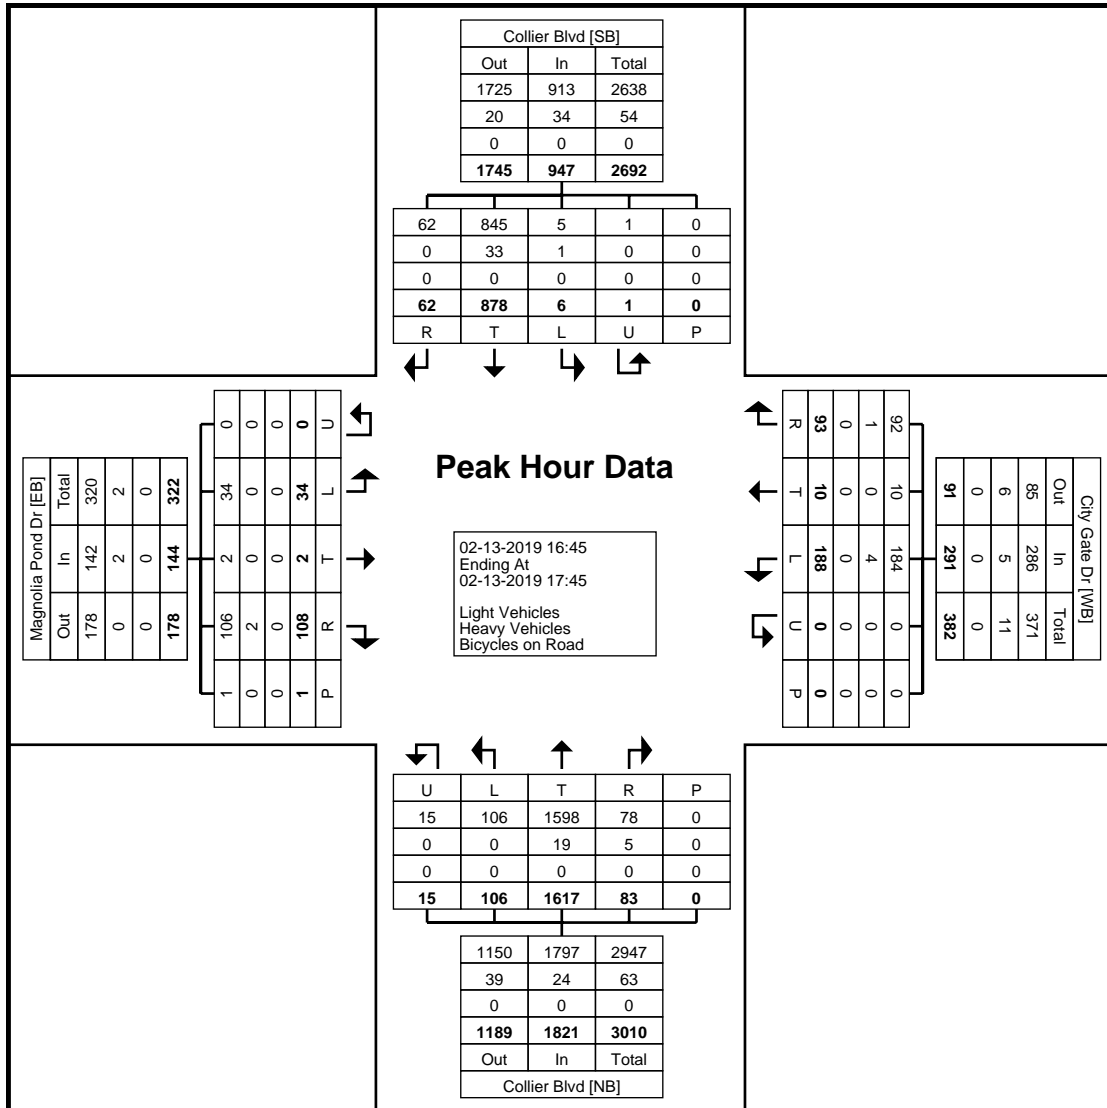 Collier Blvd [SB]
Out In Total
1725 913 2638
20 34 54
0 0 0
1745 947 2692
62 845 5 1 0
0 33 1 0 0
0 0 0 0 0
62 878 6 1 0
R T L U P
Magnolia Pond Dr [EB]
Total In Out
320 142 178
2 2 0
0 0 0
322 144 178
0 34 2 106 1
0 0 0 2 0
0 0 0 0 0
0 34 2 108 1
U L T R P
Peak Hour Data
02-13-2019 16:45
Ending At
02-13-2019 17:45
Light Vehicles
Heavy Vehicles
Bicycles on Road
City Gate Dr [WB]
Out In Total
85 286 371
6 5 11
0 0 0
91 291 382
92 10 184 0 0
1 0 4 0 0
0 0 0 0 0
93 10 188 0 0
R T L U P
U L T R P
15 106 1598 78 0
0 0 19 5 0
0 0 0 0 0
15 106 1617 83 0
1150 1797 2947
39 24 63
0 0 0
1189 1821 3010
Out In Total
Collier Blvd [NB]